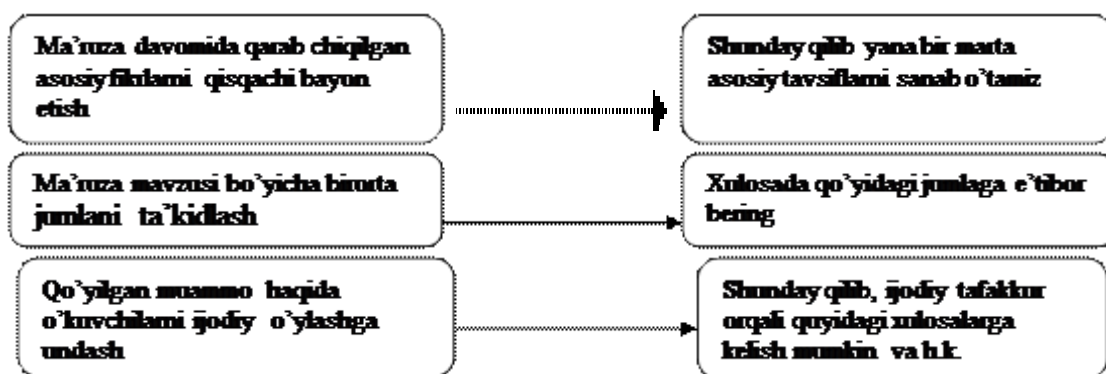 Ma’ruza davomida qarab chiqilgan
asosiy fikrlarni qisqachi bayon
etish
Shunday qilib yana bir marta
asosiy tavsiflarni sanab o’tamiz
Ma’ruza mavzusi bo’yicha birorta
jumlani ta’kidlash
Xulosada qo’yidagi jumlaga e’tibor
bering
Qo’yilgan muammo haqida
o’kuvchilarni ijodiy o’ylashga
undash
Shunday qilib, ijodiy tafakkur
orqali quyidagi xulosalarga
kelish mumkin va h.k.